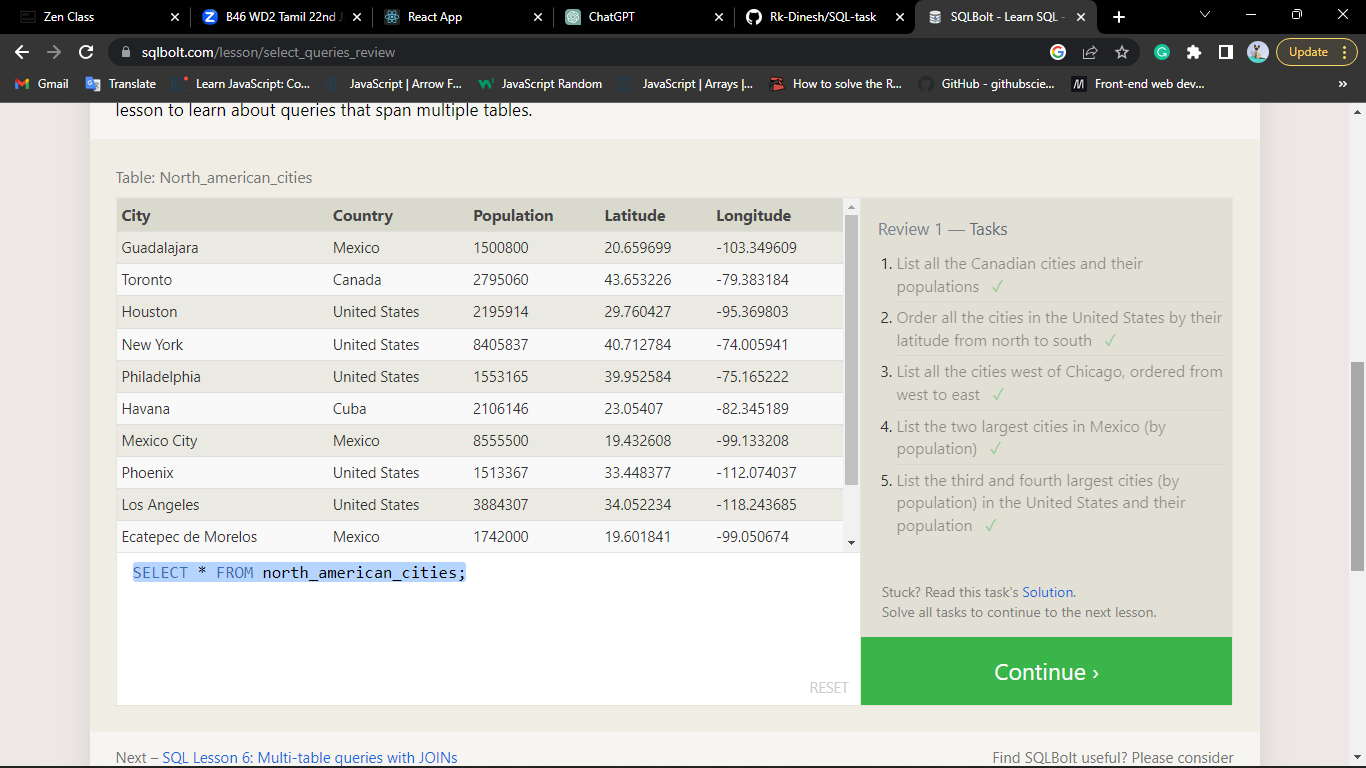 Zen Class
B46 WD2 Tamil 22nd J
React App
ChatGPT
Rk-Dinesh/SQL-task
SQLBolt - Learn SQL -
sqlbolt.com/lesson/select_queries_review
Update
Gmail
Translate
Learn JavaScript: Co...
JavaScript | Arrow F...
JavaScript Random
JavaScript | Arrays |...
How to solve the R...
GitHub - githubscie...
Front-end web dev...
lesson to learn about queries that span multiple tables.
Table: North_american_cities
City Country Population Latitude Longitude
Guadalajara Mexico 1500800 20.659699 -103.349609
Toronto Canada 2795060 43.653226 -79.383184
Houston United States 2195914 29.760427 -95.369803
New York United States 8405837 40.712784 -74.005941
Philadelphia United States 1553165 39.952584 -75.165222
Havana Cuba 2106146 23.05407 -82.345189
Mexico City Mexico 8555500 19.432608 -99.133208
Phoenix United States 1513367 33.448377 -112.074037
Los Angeles United States 3884307 34.052234 -118.243685
Ecatepec de Morelos Mexico 1742000 19.601841 -99.050674
SELECT * FROM north_american_cities;
RESET
Review 1 — Tasks
1. List all the Canadian cities and their
populations ✓
2. Order all the cities in the United States by their
latitude from north to south ✓
3. List all the cities west of Chicago, ordered from
west to east ✓
4. List the two largest cities in Mexico (by
population) ✓
5. List the third and fourth largest cities (by
population) in the United States and their
population ✓
Stuck? Read this task's Solution.
Solve all tasks to continue to the next lesson.
Continue ›
Next – SQL Lesson 6: Multi-table queries with JOINs
Find SQLBolt useful? Please consider